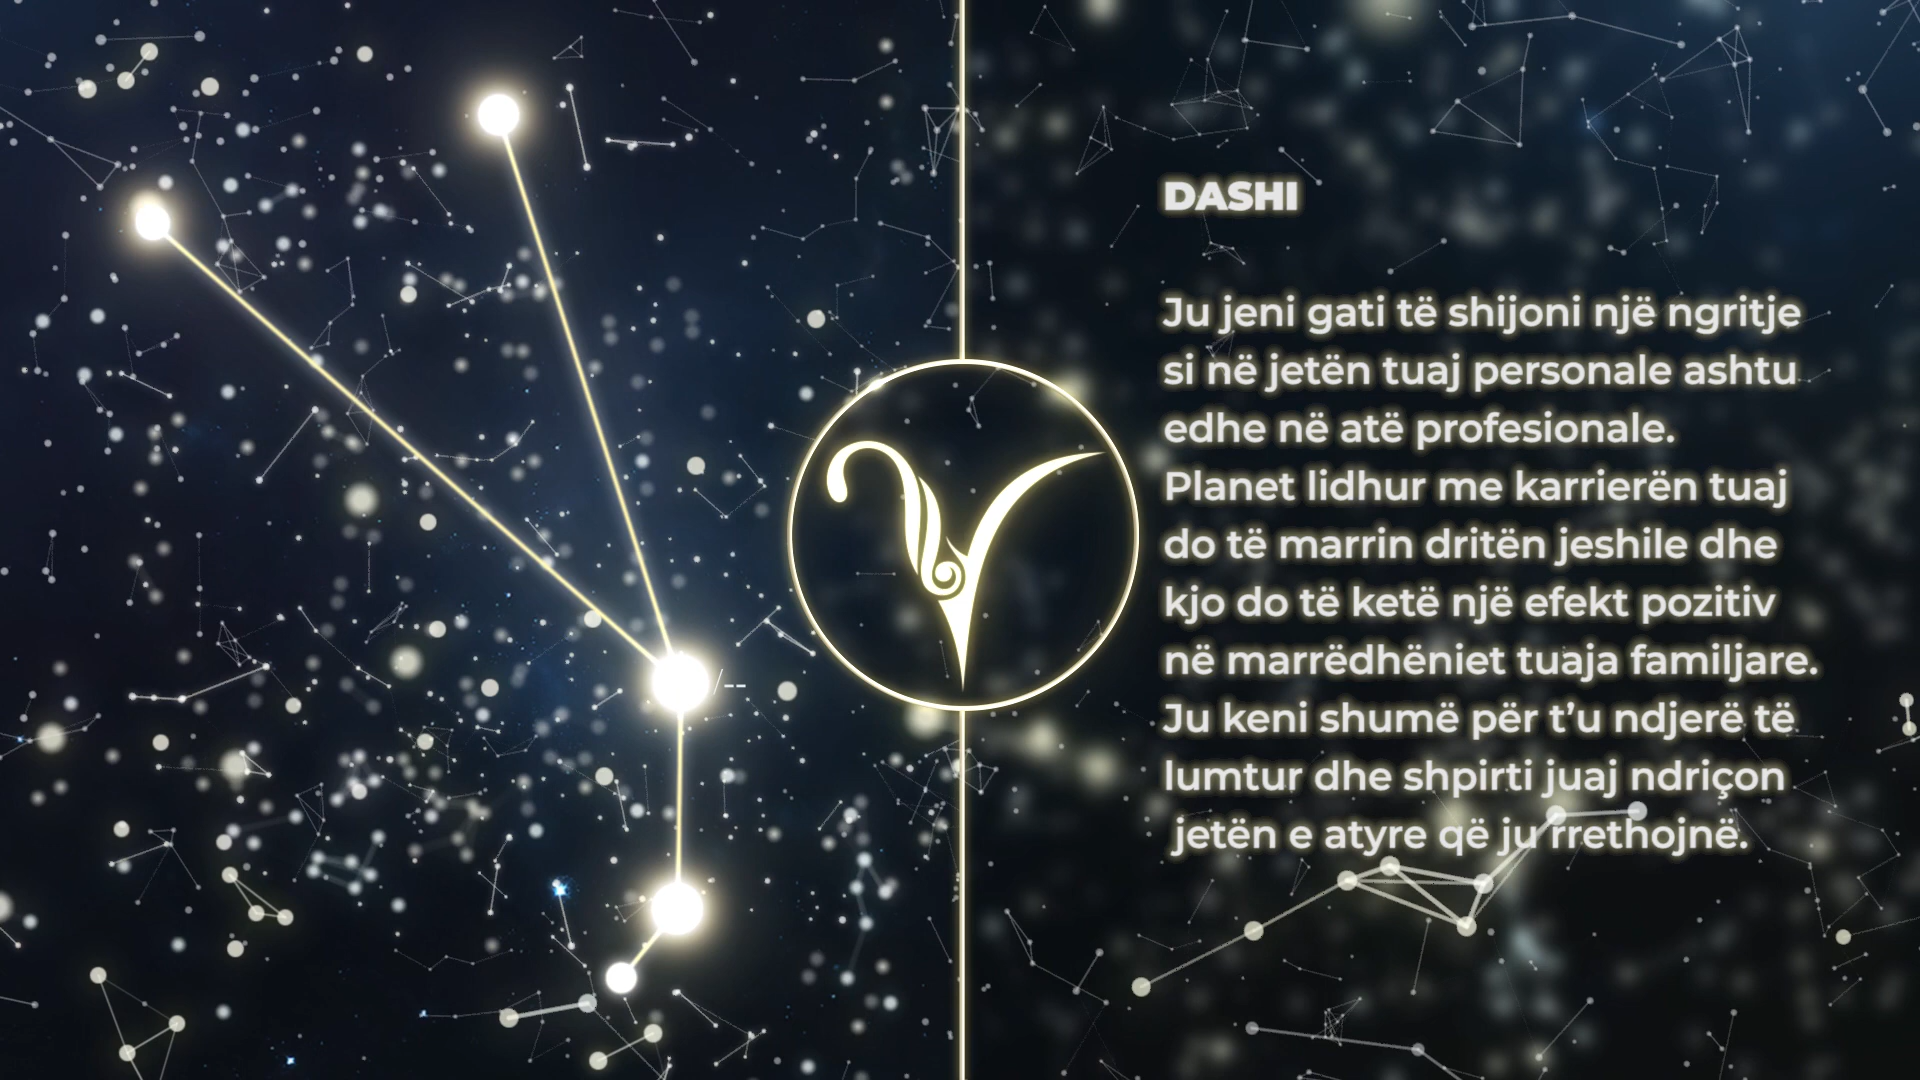 DASHI
Ju jeni gati të shijoni një ngritje
si në jetën tuaj personale ashtu
edhe në atë profesionale.
Planet lidhur me karrierën tuaj
do të marrin dritën jeshile dhe
kjo do të ketë një efekt pozitiv
në marrëdhëniet tuaja familjare.
Ju keni shumë për t’u ndjerë të
lumtur dhe shpirti juaj ndriçon
jetën e atyre që ju rrethojnë.